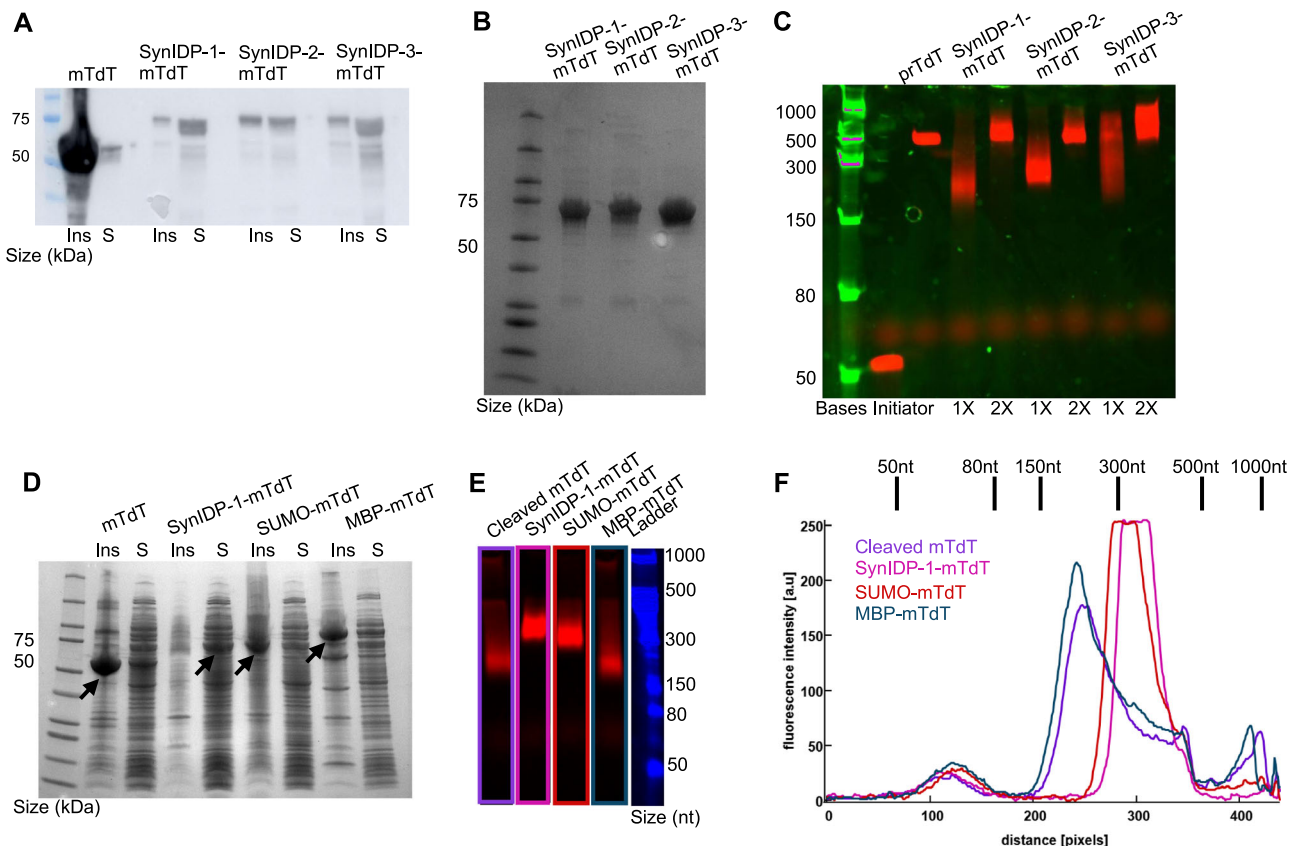 A
mTdT
SynIDP-1-
mTdT
SynIDP-2-
mTdT
SynIDP-3-
mTdT
75
50
Ins S Ins S Ins S Ins S
Size (kDa)
B
SynIDP-1-
mTdT
SynIDP-2-
mTdT
SynIDP-3-
mTdT
75
50
Size (kDa)
C
prTdT
SynIDP-1-
mTdT
SynIDP-2-
mTdT
SynIDP-3-
mTdT
1000
500
300
150
80
50
Bases Initiator 1X 2X 1X 2X 1X 2X
D
mTdT
SynIDP-1-mTdT
SUMO-mTdT
MBP-mTdT
Ins S Ins S Ins S Ins S
75
50
Size (kDa)
E
Cleaved mTdT
SynIDP-1-mTdT
SUMO-mTdT
MBP-mTdT
Ladder
1000
500
300
150
80
50
Size (nt)
F
50nt 80nt 150nt 300nt 500nt 1000nt
250
200
150
100
50
0
fluorescence intensity [a.u]
Cleaved mTdT
SynIDP-1-mTdT
SUMO-mTdT
MBP-mTdT
0 100 200 300 400
distance [pixels]